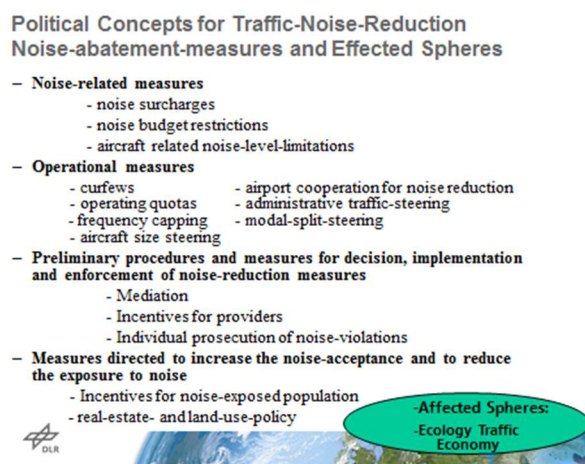 Political Concepts for Traffic-Noise-Reduction
Noise-abatement-measures and Effected Spheres
– Noise-related measures
- noise surcharges
- noise budget restrictions
- aircraft related noise-level-limitations
– Operational measures
- curfews - airport cooperation for noise reduction
- operating quotas - administrative traffic-steering
- frequency capping - modal-split-steering
- aircraft size steering
– Preliminary procedures and measures for decision, implementation
and enforcement of noise-reduction measures
- Mediation
- Incentives for providers
- Individual prosecution of noise-violations
– Measures directed to increase the noise-acceptance and to reduce
the exposure to noise
- Incentives for noise-exposed population
- real-estate- and land-use-policy
-Affected Spheres:
-Ecology Traffic
Economy
DLR